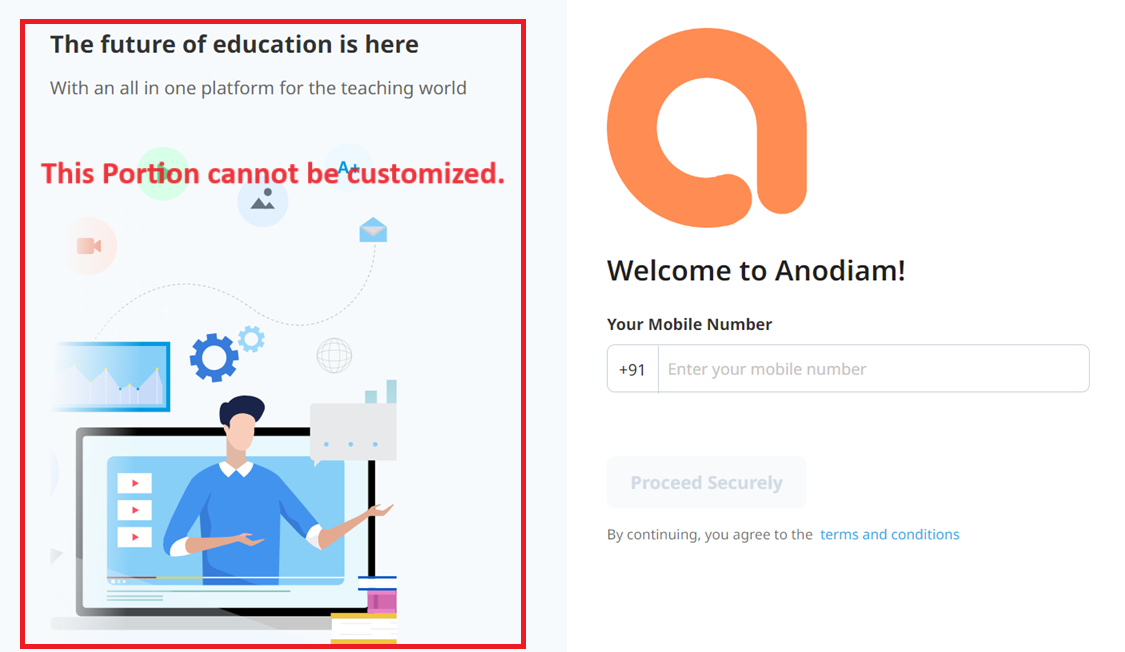 The future of education is here
With an all in one platform for the teaching world
A+
This Portion cannot be customized.
Welcome to Anodiam!
Your Mobile Number
+91 Enter your mobile number
Proceed Securely
By continuing, you agree to the terms and conditions